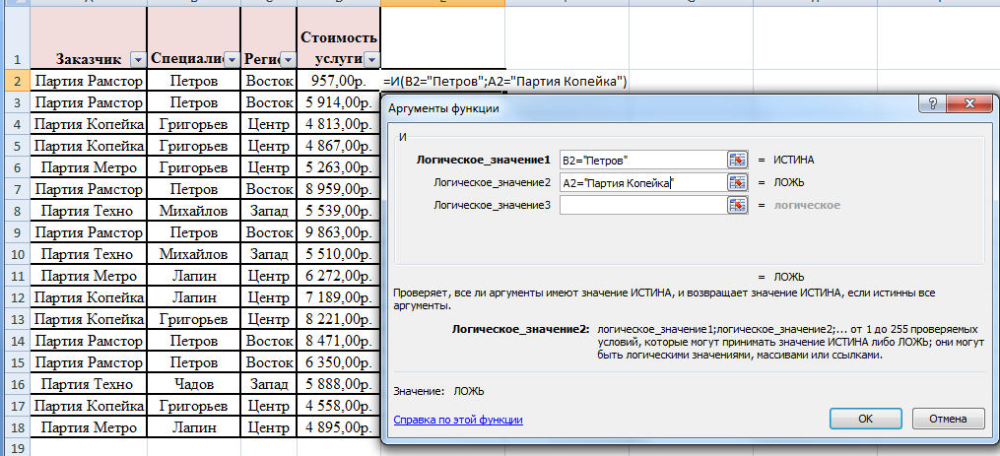 Стоимость
1 Заказчик Специали Реги услуги
2 Партия Рамстор Петров Восток 957,00р. =И(B2="Петров";A2="Партия Копейка")
3 Партия Рамстор Петров Восток 5 914,00р.
4 Партия Копейка Григорьев Центр 4 813,00р.
5 Партия Копейка Григорьев Центр 4 867,00р.
6 Партия Метро Григорьев Центр 5 263,00р.
7 Партия Рамстор Петров Восток 8 959,00р.
8 Партия Техно Михайлов Запад 5 539,00р.
9 Партия Рамстор Петров Восток 9 863,00р.
10 Партия Техно Михайлов Запад 5 510,00р.
11 Партия Метро Лапин Центр 6 272,00р.
12 Партия Копейка Лапин Центр 7 189,00р.
13 Партия Копейка Григорьев Центр 8 221,00р.
14 Партия Рамстор Петров Восток 8 471,00р.
15 Партия Рамстор Петров Восток 6 350,00р.
16 Партия Техно Чадов Запад 5 888,00р.
17 Партия Копейка Григорьев Центр 4 558,00р.
18 Партия Метро Лапин Центр 4 895,00р.
19
Аргументы функции
И
Логическое_значение1 B2="Петров" = ИСТИНА
Логическое_значение2 A2="Партия Копейка" = ЛОЖЬ
Логическое_значение3 = логическое
= ЛОЖЬ
Проверяет, все ли аргументы имеют значение ИСТИНА, и возвращает значение ИСТИНА, если истинны все
аргументы.
Логическое_значение2: логическое_значение1;логическое_значение2;... от 1 до 255 проверяемых
условий, которые могут принимать значение ИСТИНА либо ЛОЖЬ; они могут
быть логическими значениями, массивами или ссылками.
Значение: ЛОЖЬ
Справка по этой функции
ОК Отмена